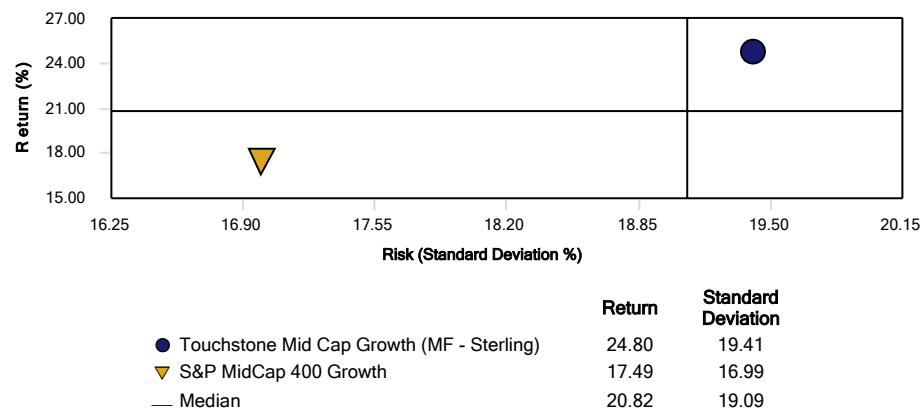 27.00
24.00
21.00
18.00
15.00
Return (%)
16.25 16.90 17.55 18.20 18.85 19.50 20.15
Risk (Standard Deviation %)
Return Standard Deviation
Touchstone Mid Cap Growth (MF - Sterling) 24.80 19.41
S&P MidCap 400 Growth 17.49 16.99
Median 20.82 19.09